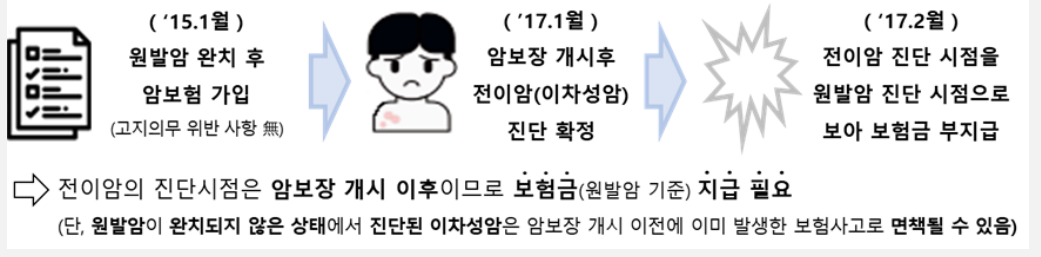 ( ’15.1월 )
원발암 완치 후
암보험 가입
(고지의무 위반 사항 無)
( ’17.1월 )
암보장 개시후
전이암(이차성암)
진단 확정
( ’17.2월 )
전이암 진단 시점을
원발암 진단 시점으로
보아 보험금 부지급
⇨ 전이암의 진단시점은 암보장 개시 이후이므로 보험금(원발암 기준) 지급 필요
(단, 원발암이 완치되지 않은 상태에서 진단된 이차성암은 암보장 개시 이전에 이미 발생한 보험사고로 면책될 수 있음)